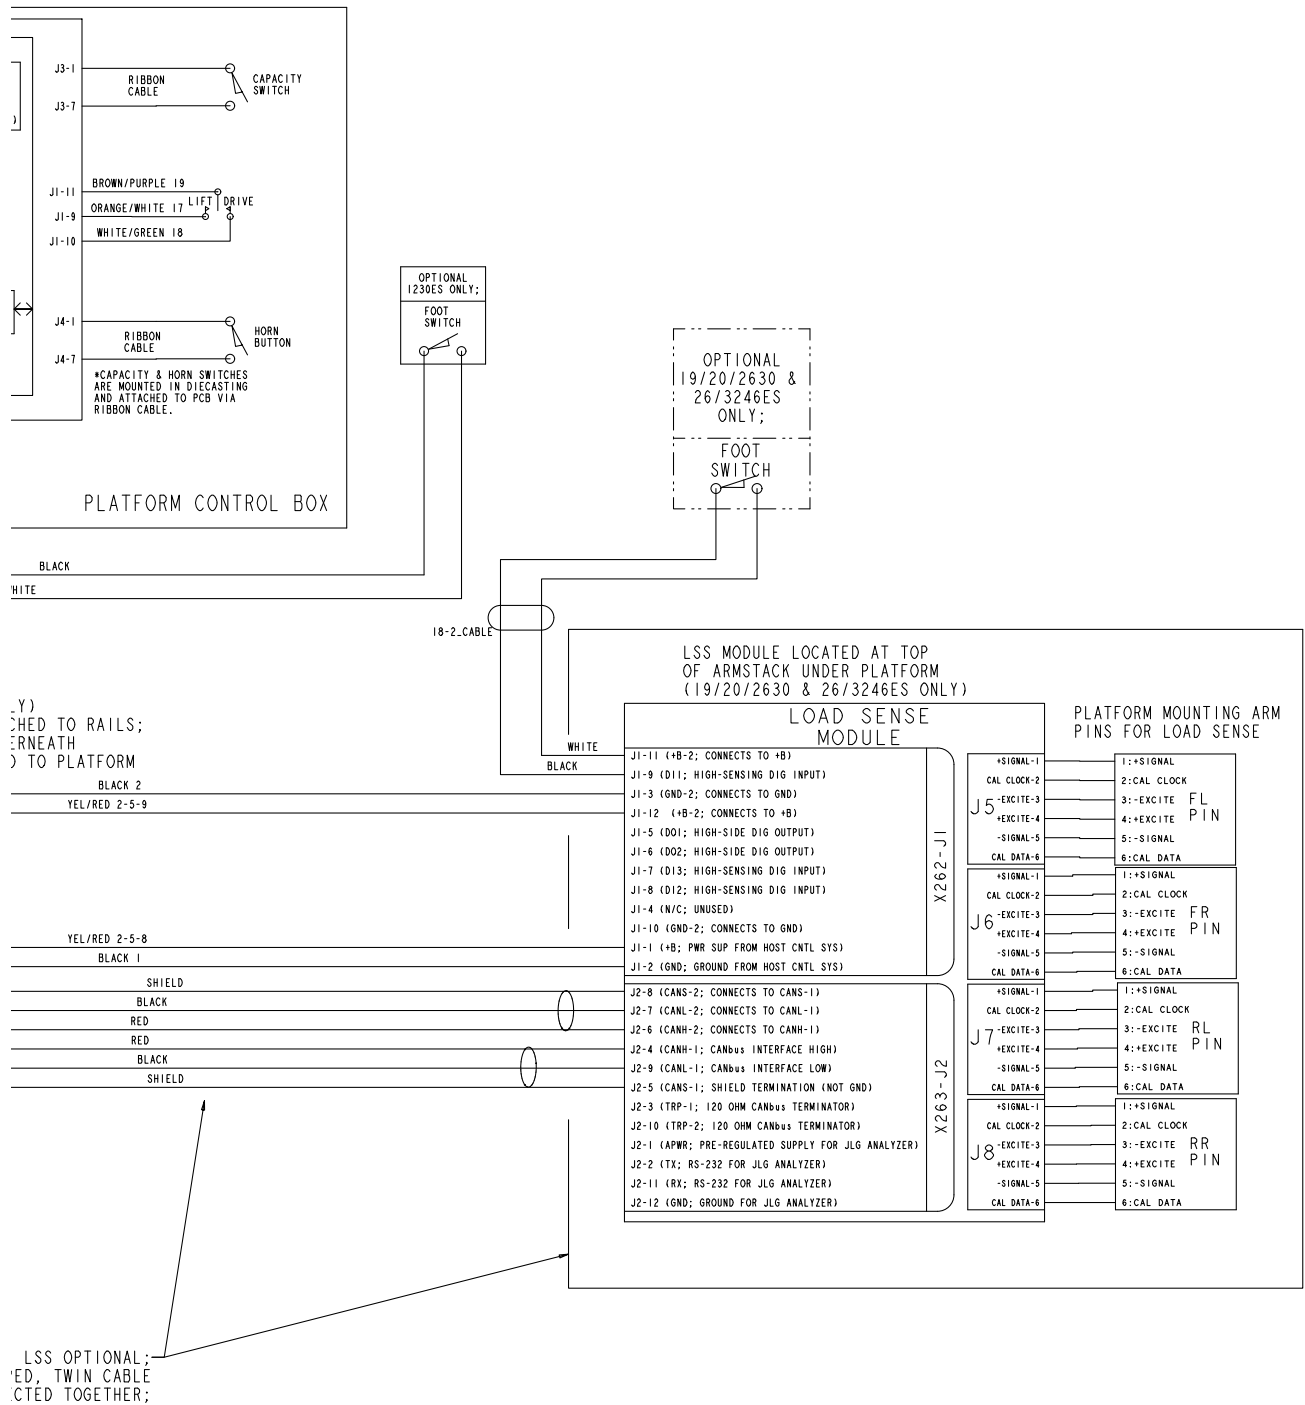 J3-1
RIBBON
CABLE
CAPACITY
SWITCH
J3-7
J1-11
BROWN/PURPLE 19
LIFT DRIVE
J1-9
ORANGE/WHITE 17
J1-10
WHITE/GREEN 18
J4-1
RIBBON
CABLE
HORN
BUTTON
J4-7
*CAPACITY & HORN SWITCHES
ARE MOUNTED IN DIECASTING
AND ATTACHED TO PCB VIA
RIBBON CABLE.
PLATFORM CONTROL BOX
OPTIONAL
1230ES ONLY;
FOOT
SWITCH
OPTIONAL
19/20/2630 &
26/3246ES
ONLY;
FOOT
SWITCH
BLACK
HITE
18-2_CABLE
LSS MODULE LOCATED AT TOP
OF ARMSTACK UNDER PLATFORM
(19/20/2630 & 26/3246ES ONLY)
LY)
CHED TO RAILS;
ERNEATH
) TO PLATFORM
LOAD SENSE
MODULE
PLATFORM MOUNTING ARM
PINS FOR LOAD SENSE
WHITE
BLACK
BLACK 2
YEL/RED 2-5-9
YEL/RED 2-5-8
BLACK 1
SHIELD
BLACK
RED
RED
BLACK
SHIELD
J1-11 (+B-2; CONNECTS TO +B)
J1-9 (DI1; HIGH-SENSING DIG INPUT)
J1-3 (GND-2; CONNECTS TO GND)
J1-12 (+B-2; CONNECTS TO +B)
J1-5 (DO1; HIGH-SIDE DIG OUTPUT)
J1-6 (DO2; HIGH-SIDE DIG OUTPUT)
J1-7 (DI3; HIGH-SENSING DIG INPUT)
J1-8 (DI2; HIGH-SENSING DIG INPUT)
J1-4 (N/C; UNUSED)
J1-10 (GND-2; CONNECTS TO GND)
J1-1 (+B; PWR SUP FROM HOST CNTL SYS)
J1-2 (GND; GROUND FROM HOST CNTL SYS)
X262-J1
J2-8 (CANS-2; CONNECTS TO CANS-1)
J2-7 (CANL-2; CONNECTS TO CANL-1)
J2-6 (CANH-2; CONNECTS TO CANH-1)
J2-4 (CANH-1; CANbus INTERFACE HIGH)
J2-9 (CANL-1; CANbus INTERFACE LOW)
J2-5 (CANS-1; SHIELD TERMINATION (NOT GND)
J2-3 (TRP-1; 120 OHM CANbus TERMINATOR)
J2-10 (TRP-2; 120 OHM CANbus TERMINATOR)
J2-1 (APWR; PRE-REGULATED SUPPLY FOR JLG ANALYZER)
J2-2 (TX; RS-232 FOR JLG ANALYZER)
J2-11 (RX; RS-232 FOR JLG ANALYZER)
J2-12 (GND; GROUND FOR JLG ANALYZER)
X263-J2
J5
+SIGNAL-1
CAL CLOCK-2
-EXCITE-3
+EXCITE-4
-SIGNAL-5
CAL DATA-6
1:+SIGNAL
2:CAL CLOCK
3:-EXCITE
4:+EXCITE
5:-SIGNAL
6:CAL DATA
FL
PIN
J6
+SIGNAL-1
CAL CLOCK-2
-EXCITE-3
+EXCITE-4
-SIGNAL-5
CAL DATA-6
1:+SIGNAL
2:CAL CLOCK
3:-EXCITE
4:+EXCITE
5:-SIGNAL
6:CAL DATA
FR
PIN
J7
+SIGNAL-1
CAL CLOCK-2
-EXCITE-3
+EXCITE-4
-SIGNAL-5
CAL DATA-6
1:+SIGNAL
2:CAL CLOCK
3:-EXCITE
4:+EXCITE
5:-SIGNAL
6:CAL DATA
RL
PIN
J8
+SIGNAL-1
CAL CLOCK-2
-EXCITE-3
+EXCITE-4
-SIGNAL-5
CAL DATA-6
1:+SIGNAL
2:CAL CLOCK
3:-EXCITE
4:+EXCITE
5:-SIGNAL
6:CAL DATA
RR
PIN
LSS OPTIONAL;
PED, TWIN CABLE
ECTED TOGETHER;